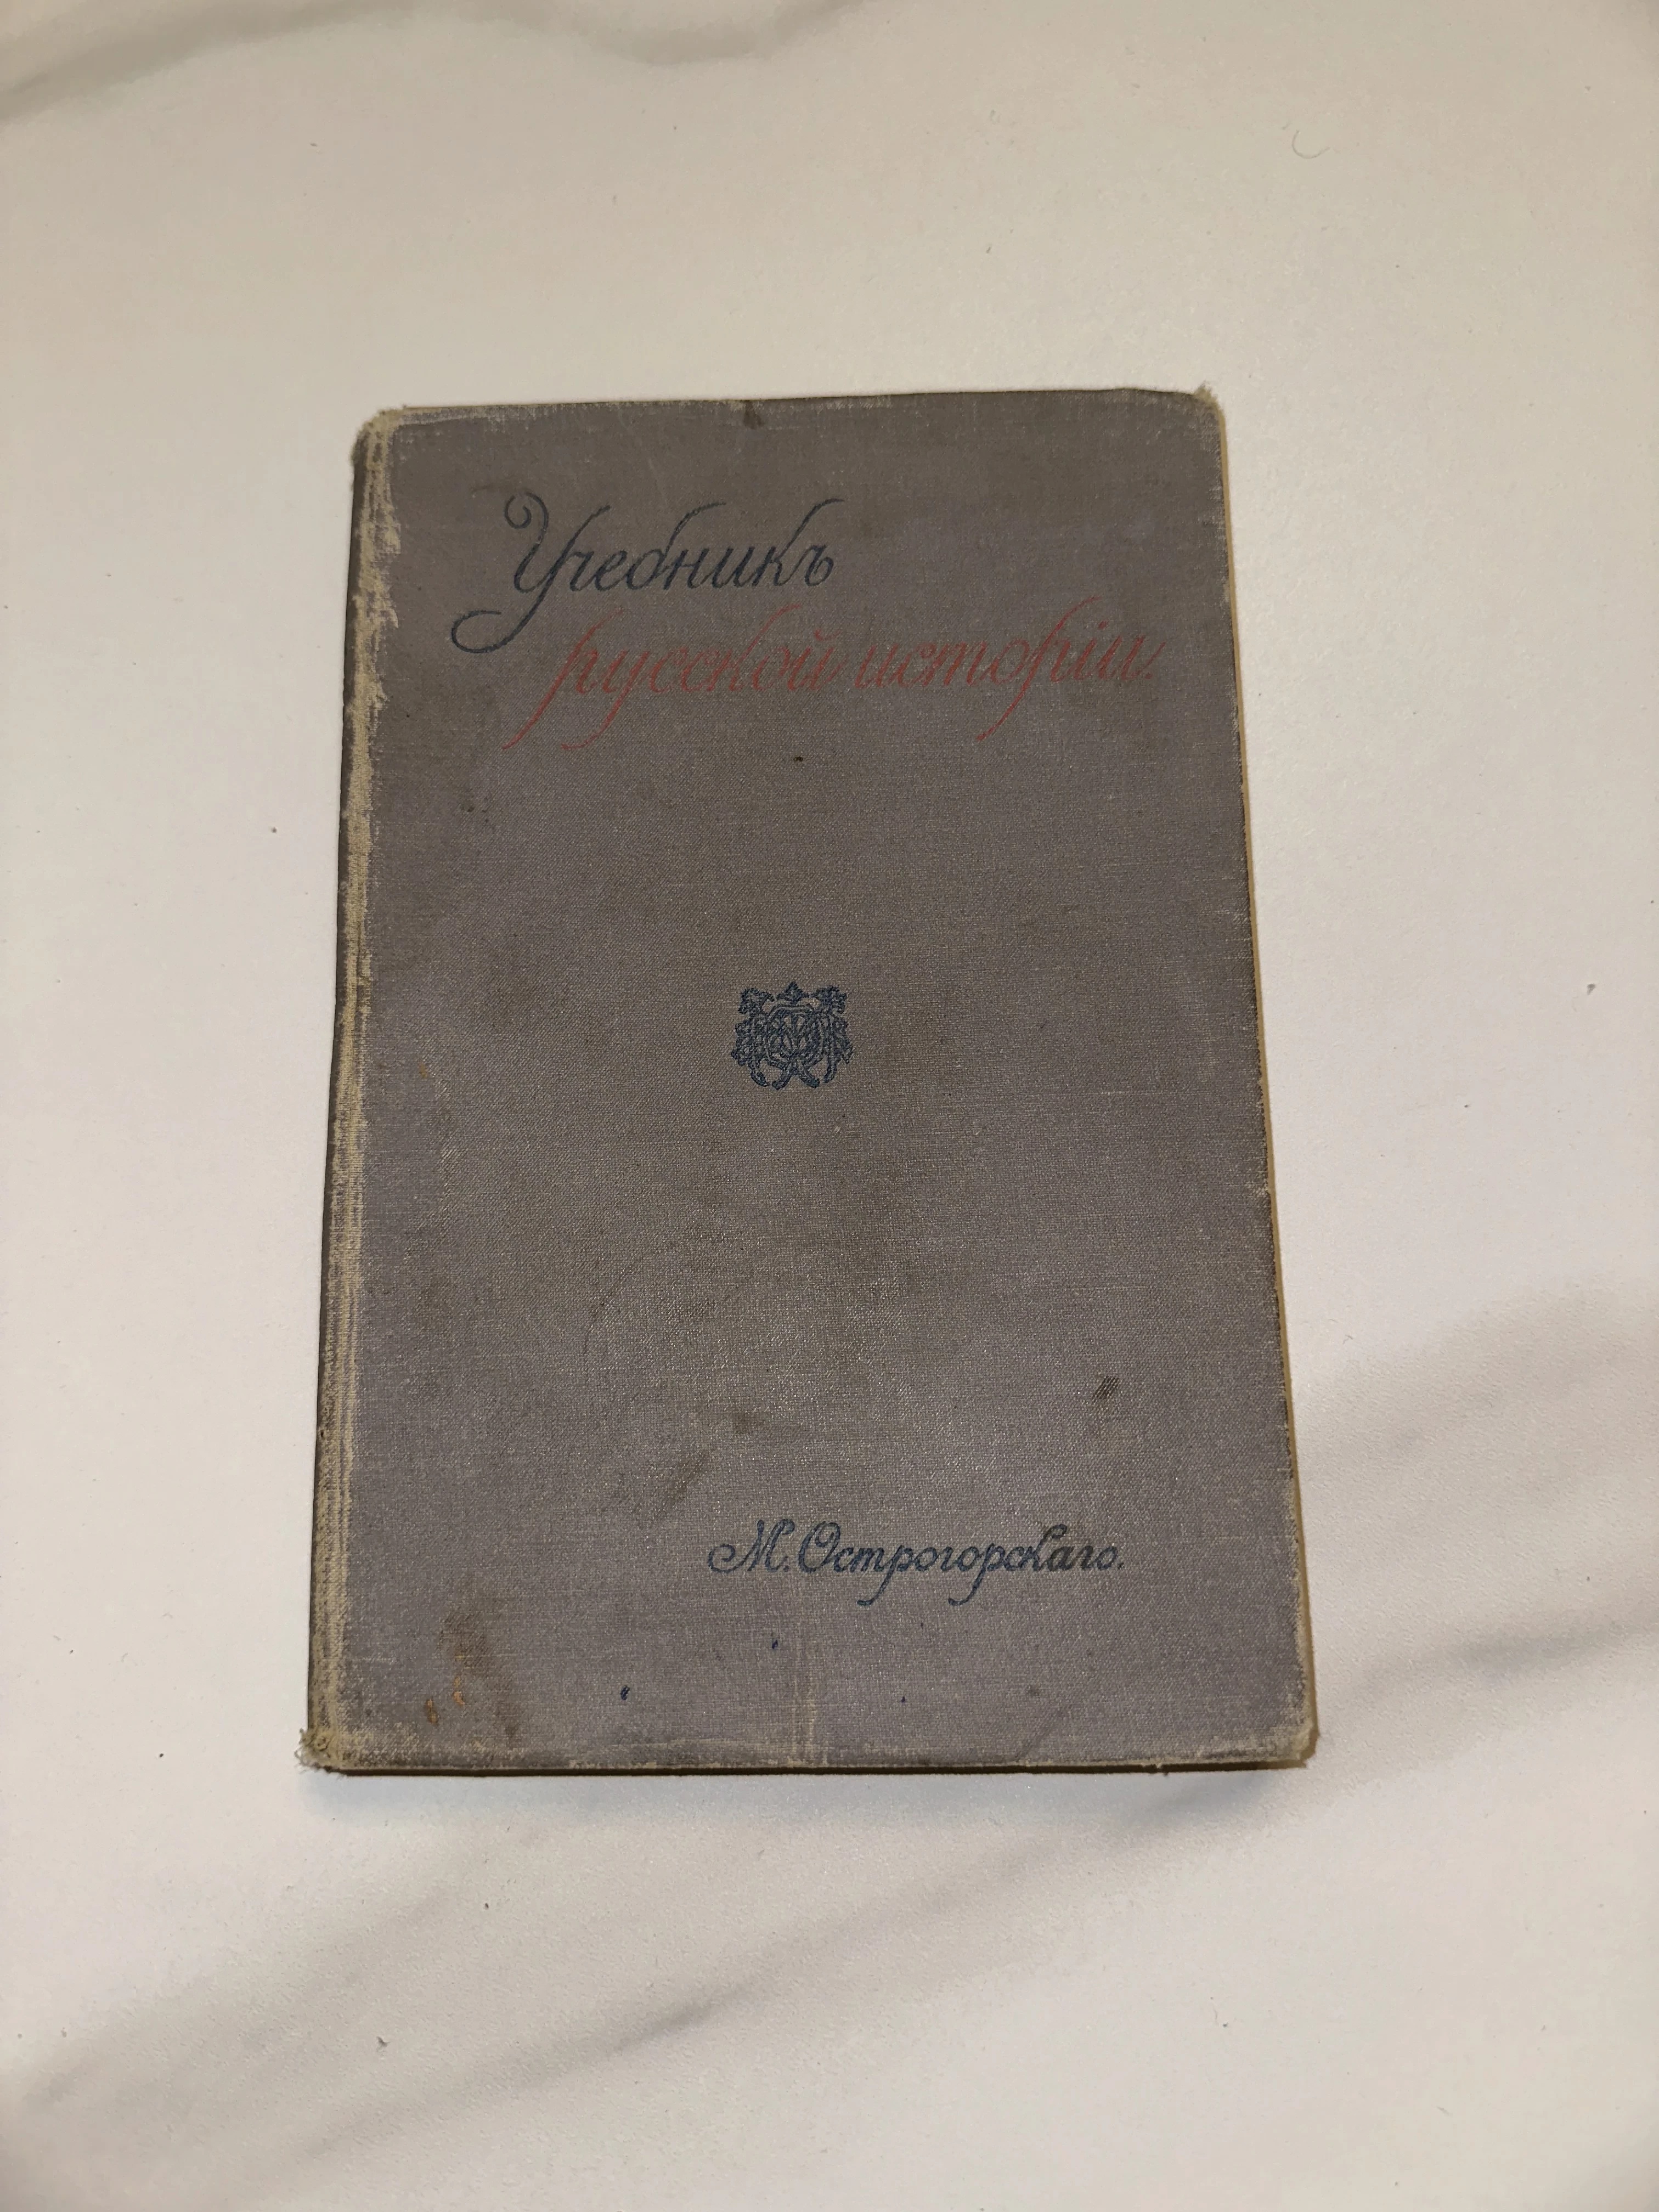 Учебникъ
русской исторіи.
М. Острогорскаго.